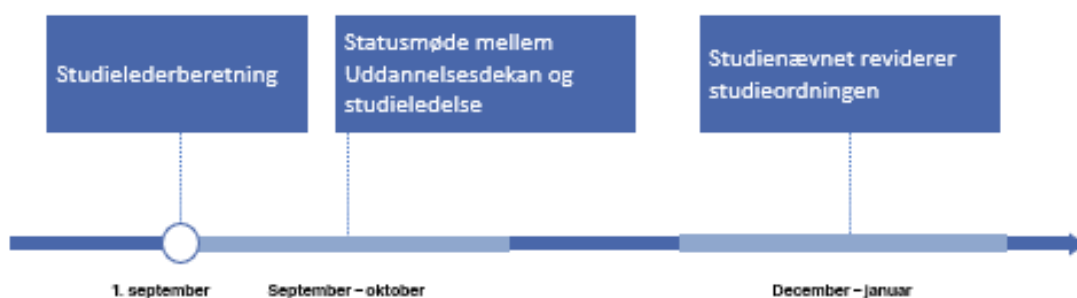 Studielederberetning
Statusmøde mellem
Uddannelsesdekan og
studieledelse
Studienævnet reviderer
studieordningen
1. september
September – oktober
December – januar